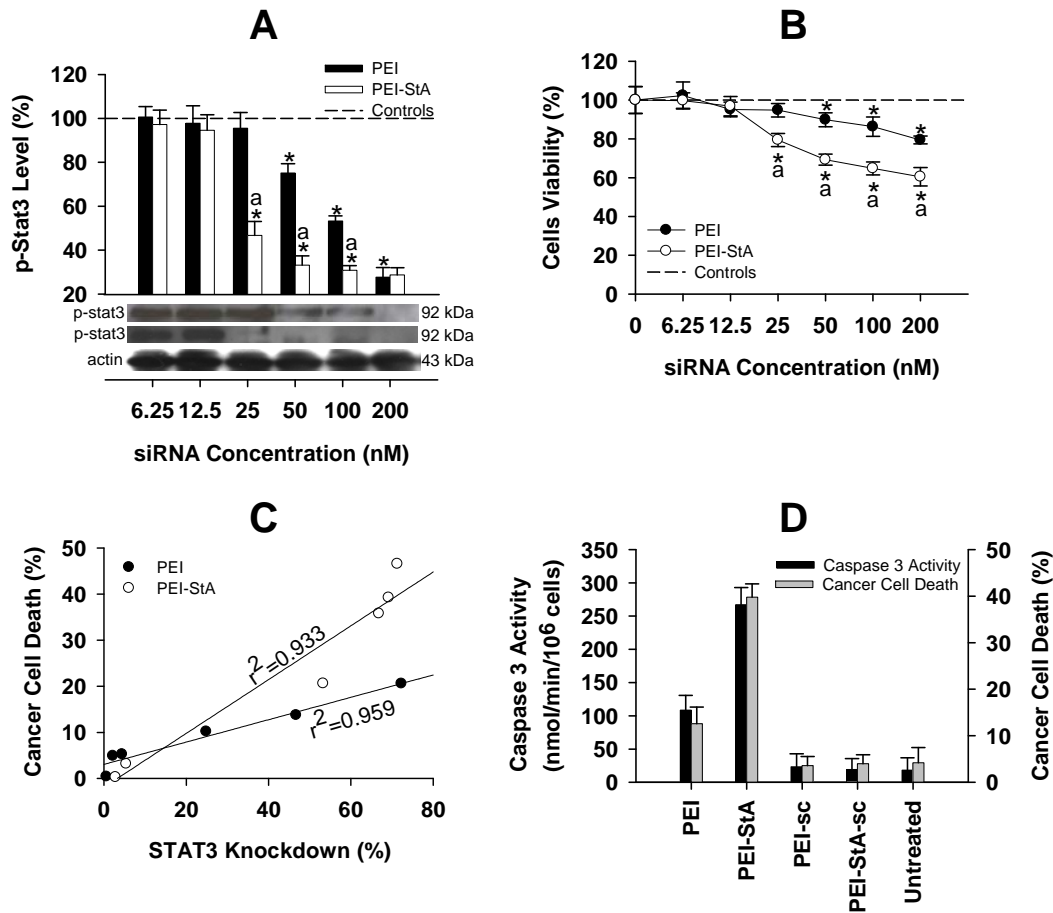 A
PEI
PEI-StA
Controls
p-Stat3 Level (%)
120
100
80
60
40
20
a
*
*
a
*
*
a
*
*
p-stat3
92 kDa
p-stat3
92 kDa
actin
43 kDa
6.25 12.5 25 50 100 200
siRNA Concentration (nM)
B
Cells Viability (%)
120
100
80
60
40
20
0
* * *
* * * *
a a a a
PEI
PEI-StA
Controls
0 6.25 12.5 25 50 100 200
siRNA Concentration (nM)
C
Cancer Cell Death (%)
50
40
30
20
10
0
PEI
PEI-StA
r2=0.933
r2=0.959
0 20 40 60 80
STAT3 Knockdown (%)
D
Caspase 3 Activity
(nmol/min/10⁶ cells)
350
300
250
200
150
100
50
0
Caspase 3 Activity
Cancer Cell Death
50
40
30
20
10
0
Cancer Cell Death (%)
PEI
PEI-StA
PEI-sc
PEI-StA-sc
Untreated